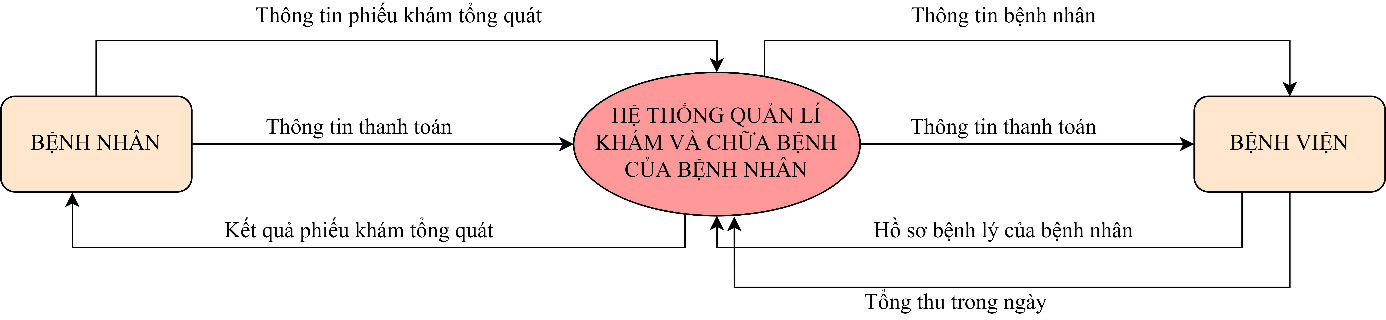 Thông tin phiếu khám tổng quát
Thông tin bệnh nhân
BỆNH NHÂN
Thông tin thanh toán
HỆ THỐNG QUẢN LÍ
KHÁM VÀ CHỮA BỆNH
CỦA BỆNH NHÂN
Thông tin thanh toán
BỆNH VIỆN
Kết quả phiếu khám tổng quát
Hồ sơ bệnh lý của bệnh nhân
Tổng thu trong ngày